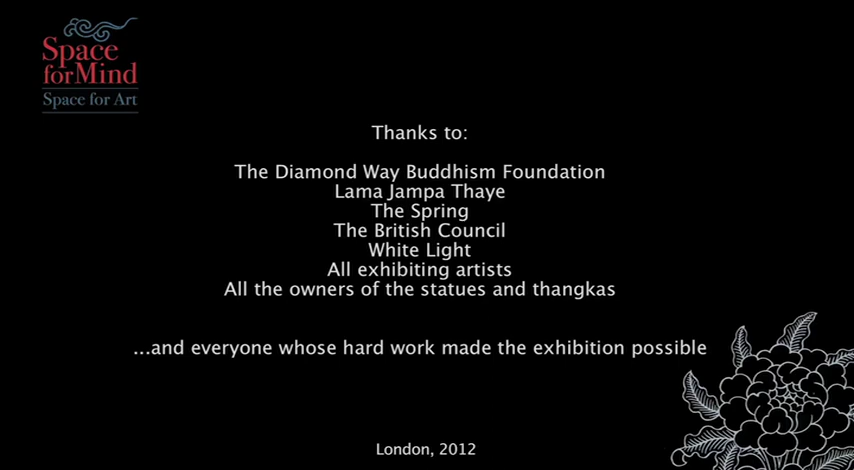 Space
for Mind
Space for Art
Thanks to:
The Diamond Way Buddhism Foundation
Lama Jampa Thaye
The Spring
The British Council
White Light
All exhibiting artists
All the owners of the statues and thangkas
...and everyone whose hard work made the exhibition possible
London, 2012